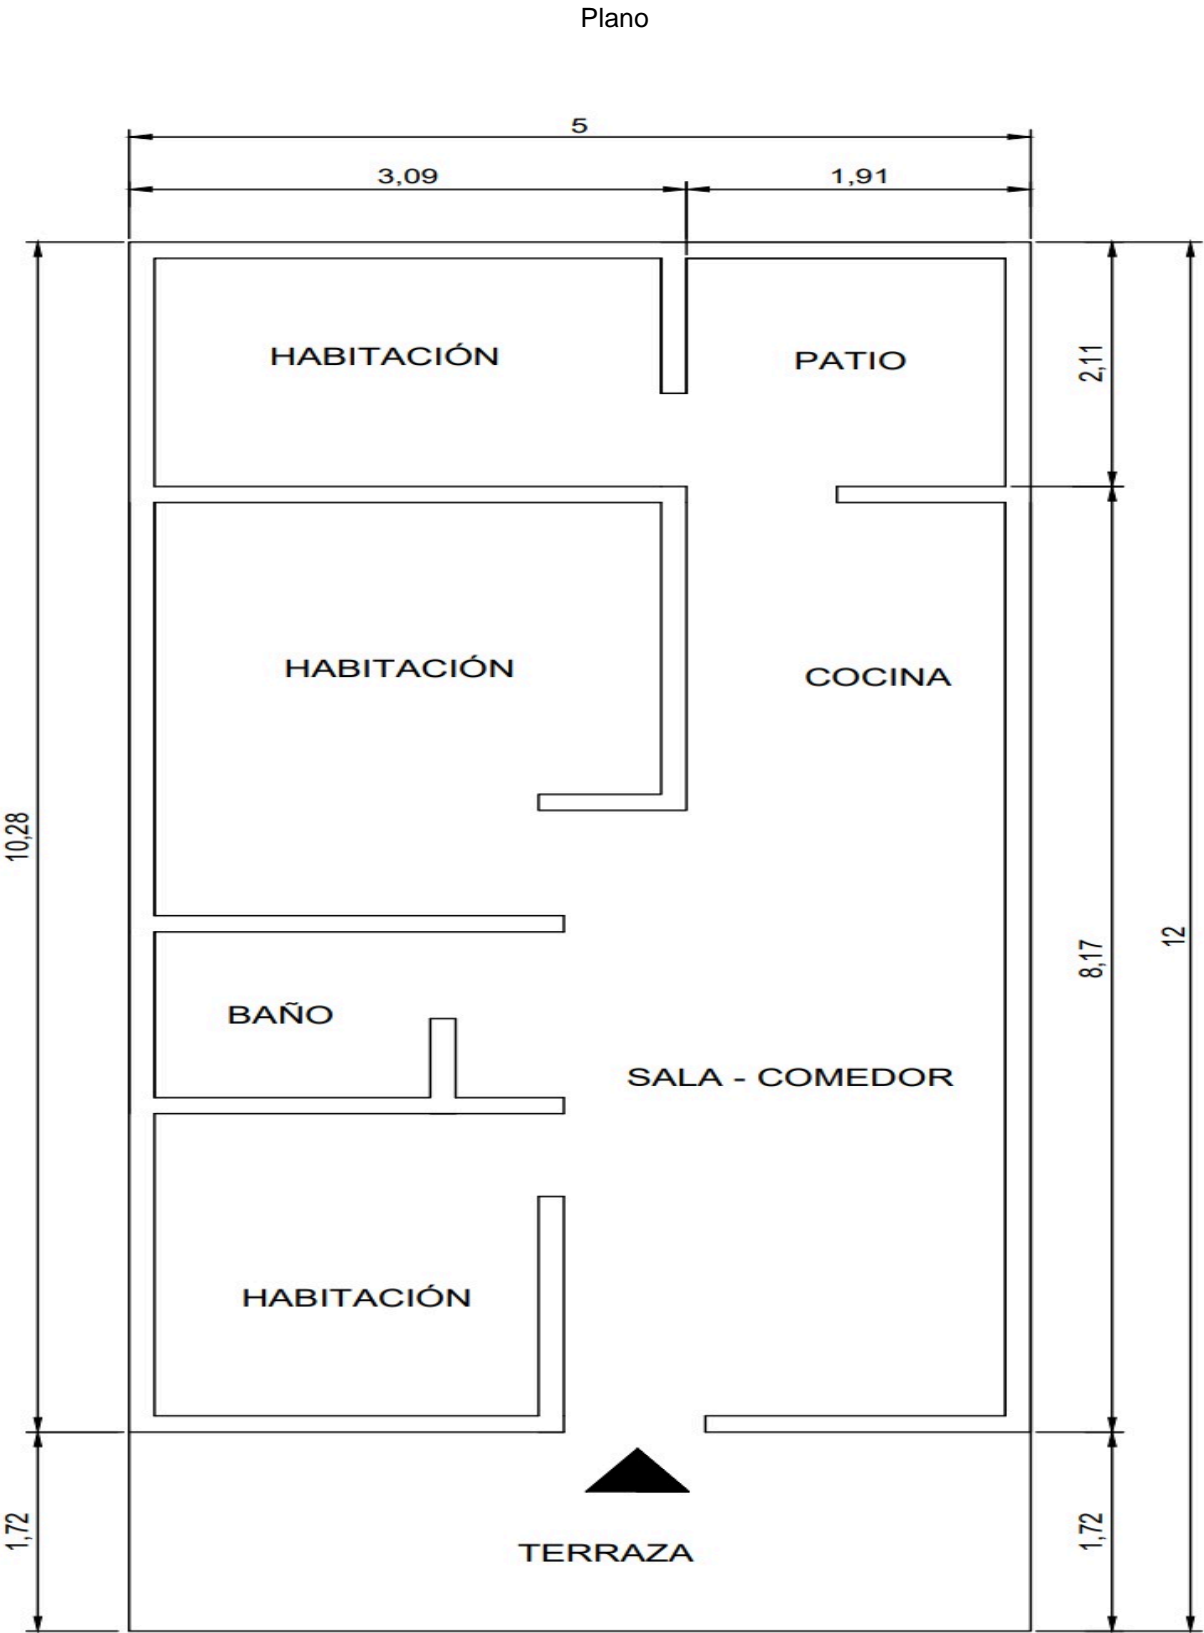 Plano
5
3,09
1,91
HABITACIÓN
PATIO
2,11
HABITACIÓN
COCINA
10,28
8,17
12
BAÑO
SALA - COMEDOR
HABITACIÓN
1,72
1,72
TERRAZA